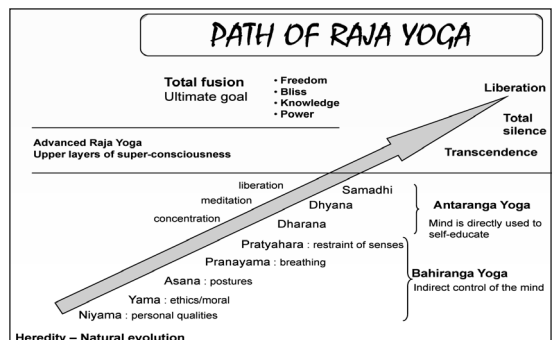 PATH OF RAJA YOGA
Total fusion
Ultimate goal
• Freedom
• Bliss
• Knowledge
• Power
Liberation
Total
silence
Transcendence
Advanced Raja Yoga
Upper layers of super-consciousness
liberation
meditation
concentration
Samadhi
Dhyana
Dharana
Antaranga Yoga
Mind is directly used to
self-educate
Pratyahara : restraint of senses
Pranayama : breathing
Asana : postures
Yama : ethics/moral
Niyama : personal qualities
Bahiranga Yoga
Indirect control of the mind
Heredity – Natural evolution